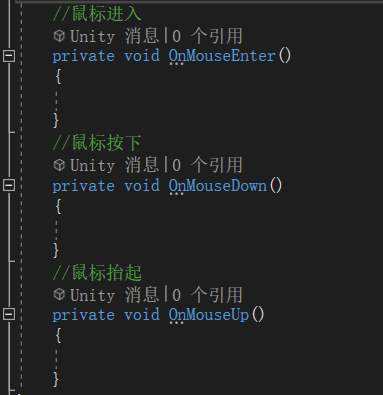 //鼠标进入
Unity 消息|0 个引用
private void OnMouseEnter()
{
}
//鼠标按下
Unity 消息|0 个引用
private void OnMouseDown()
{
}
//鼠标抬起
Unity 消息|0 个引用
private void OnMouseUp()
{
}